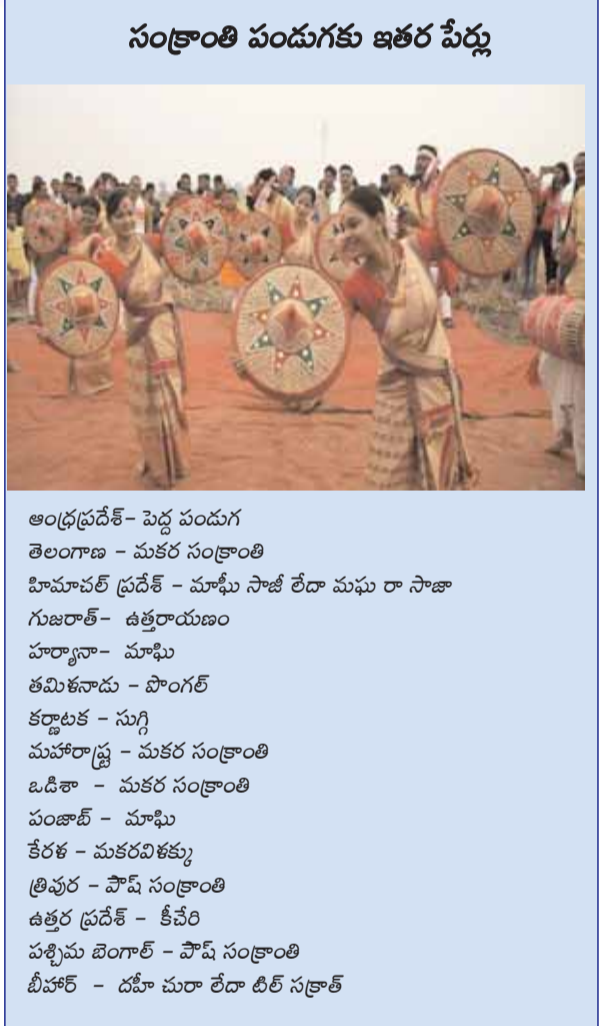 సంక్రాంతి పండుగకు ఇతర పేర్లు
ఆంధ్రప్రదేశ్- పెద్ద పండుగ
తెలంగాణ - మకర సంక్రాంతి
హిమాచల్ ప్రదేశ్ - మాఘీ సాజీ లేదా మఘ రా సాజా
గుజరాత్- ఉత్తరాయణం
హర్యానా- మాఘి
తమిళనాడు - పొంగల్
కర్ణాటక - సుగ్గి
మహారాష్ట్ర - మకర సంక్రాంతి
ఒడిశా - మకర సంక్రాంతి
పంజాబ్ - మాఘి
కేరళ - మకరవిళక్కు
త్రివుర - పౌష్ సంక్రాంతి
ఉత్తర ప్రదేశ్ - కీచేరి
పశ్చిమ బెంగాల్ - పౌష్ సంక్రాంతి
బీహార్ - దహీ చురా లేదా టిల్ సక్రాత్